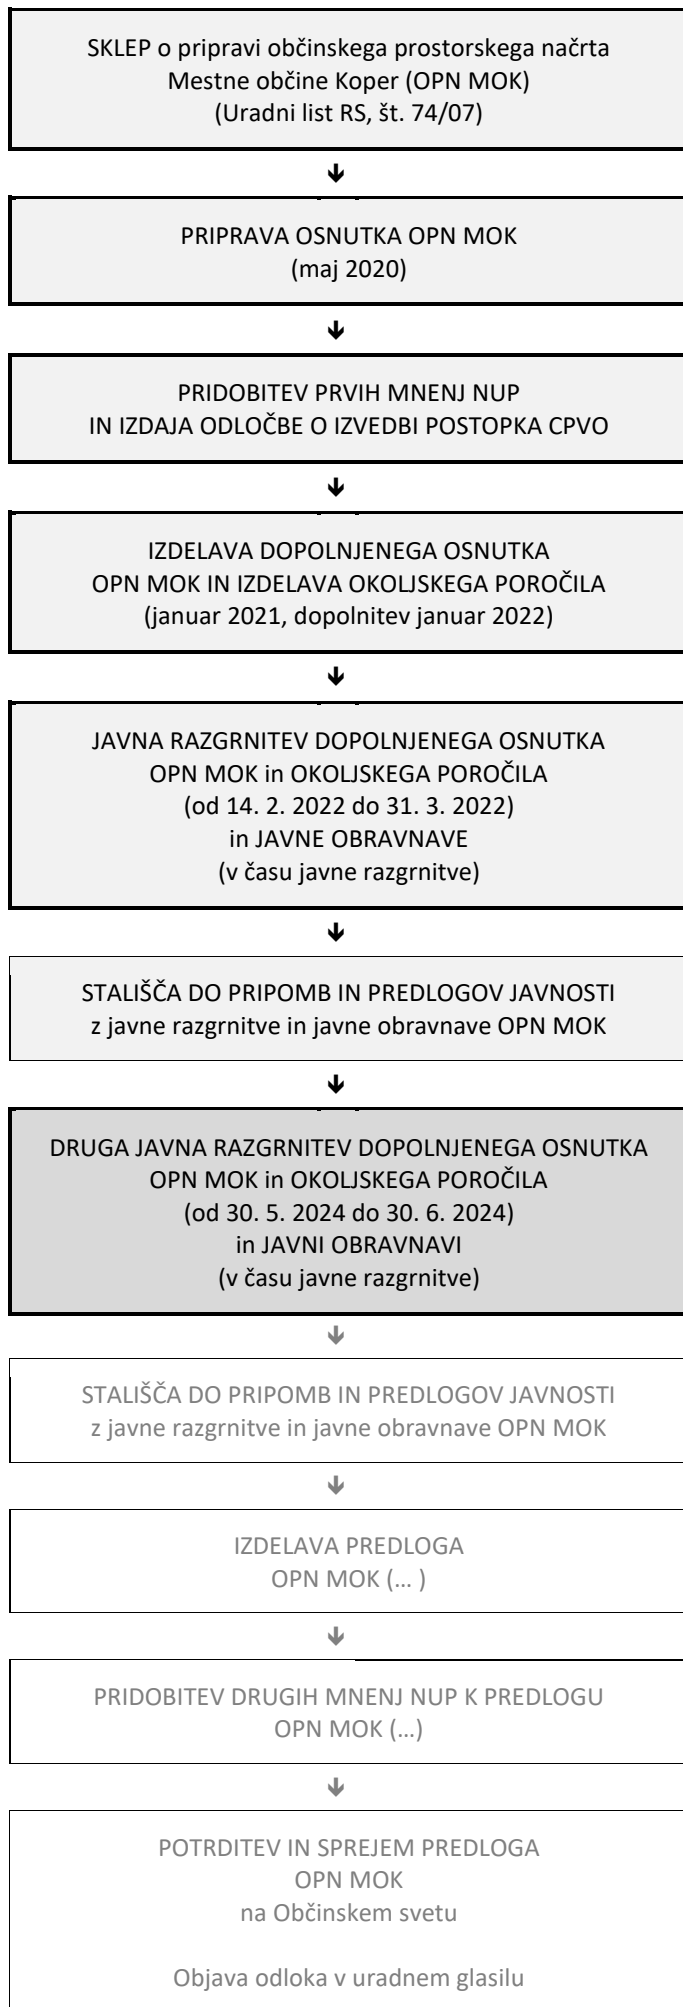 SKLEP o pripravi občinskega prostorskega načrta
Mestne občine Koper (OPN MOK)
(Uradni list RS, št. 74/07)
PRIPRAVA OSNUTKA OPN MOK
(maj 2020)
PRIDOBITEV PRVIH MNENJ NUP
IN IZDAJA ODLOČBE O IZVEDBI POSTOPKA CPVO
IZDELAVA DOPOLNJENEGA OSNUTKA
OPN MOK IN IZDELAVA OKOLJSKEGA POROČILA
(januar 2021, dopolnitev januar 2022)
JAVNA RAZGRNITEV DOPOLNJENEGA OSNUTKA
OPN MOK in OKOLJSKEGA POROČILA
(od 14. 2. 2022 do 31. 3. 2022)
in JAVNE OBRAVNAVE
(v času javne razgrnitve)
STALIŠČA DO PRIPOMB IN PREDLOGOV JAVNOSTI
z javne razgrnitve in javne obravnave OPN MOK
DRUGA JAVNA RAZGRNITEV DOPOLNJENEGA OSNUTKA
OPN MOK in OKOLJSKEGA POROČILA
(od 30. 5. 2024 do 30. 6. 2024)
in JAVNI OBRAVNAVI
(v času javne razgrnitve)
STALIŠČA DO PRIPOMB IN PREDLOGOV JAVNOSTI
z javne razgrnitve in javne obravnave OPN MOK
IZDELAVA PREDLOGA
OPN MOK (... )
PRIDOBITEV DRUGIH MNENJ NUP K PREDLOGU
OPN MOK (...)
POTRDITEV IN SPREJEM PREDLOGA
OPN MOK
na Občinskem svetu
Objava odloka v uradnem glasilu